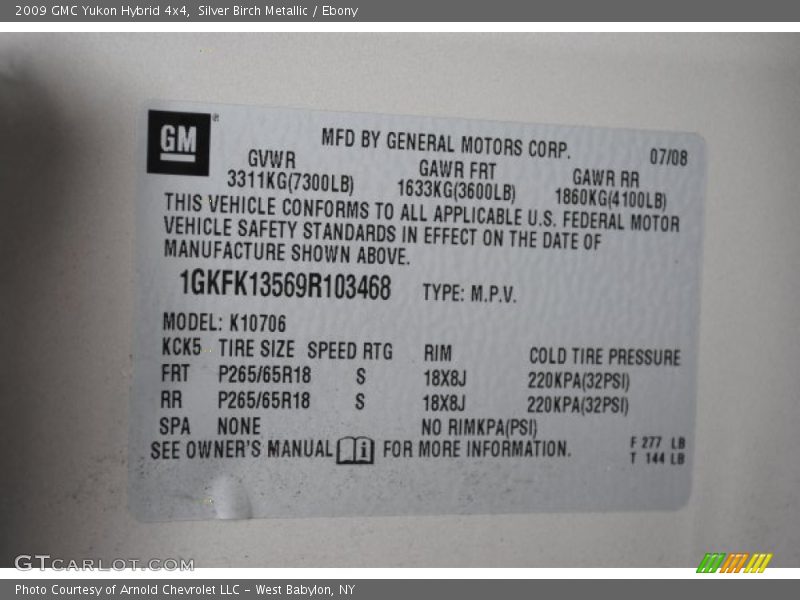 2009 GMC Yukon Hybrid 4x4, Silver Birch Metallic / Ebony
GM®
MFD BY GENERAL MOTORS CORP. 07/08
GVWR GAWR FRT GAWR RR
3311KG(7300LB) 1633KG(3600LB) 1860KG(4100LB)
THIS VEHICLE CONFORMS TO ALL APPLICABLE U.S. FEDERAL MOTOR
VEHICLE SAFETY STANDARDS IN EFFECT ON THE DATE OF
MANUFACTURE SHOWN ABOVE.
1GKFK13569R103468 TYPE: M.P.V.
MODEL: K10706
KCK5 TIRE SIZE SPEED RTG RIM COLD TIRE PRESSURE
FRT P265/65R18 S 18X8J 220KPA(32PSI)
RR P265/65R18 S 18X8J 220KPA(32PSI)
SPA NONE NO RIMKPA(PSI)
SEE OWNER'S MANUAL i FOR MORE INFORMATION.
F 277 LB
T 144 LB
GTCARLOT.COM
Photo Courtesy of Arnold Chevrolet LLC - West Babylon, NY